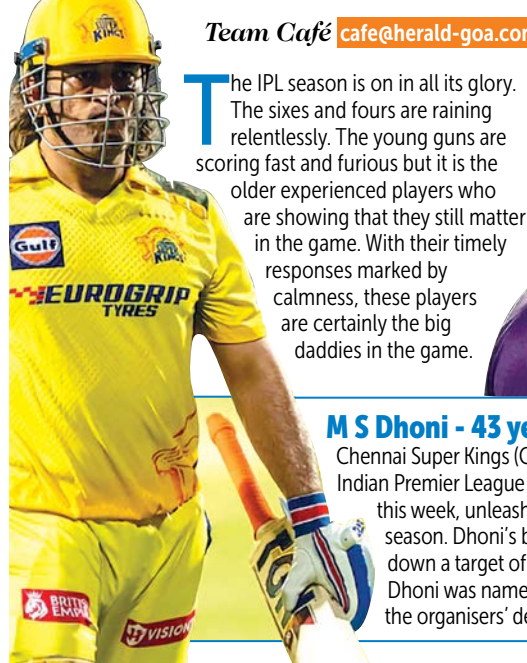 Team Café cafe@herald-goa.com
The IPL season is on in all its glory.
The sixes and fours are raining
relentlessly. The young guns are
scoring fast and furious but it is the
older experienced players who
are showing that they still matter
in the game. With their timely
responses marked by
calmness, these players
are certainly the big
daddies in the game.
SUPER
KINGS
Gulf
KINGS
EUROGRIP
TYRES
M S Dhoni - 43 ye
Chennai Super Kings (C
Indian Premier League
this week, unleash
season. Dhoni's b
down a target of
Dhoni was name
the organisers' de
BRITIS
EMPI
VISION